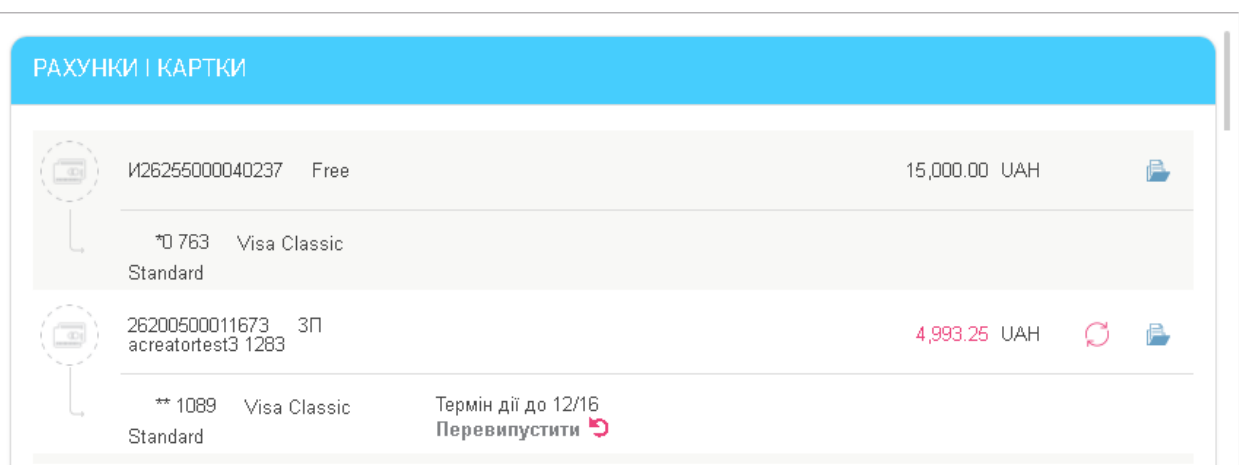 РАХУНКИ І КАРТКИ
И26255000040237 Free 15,000.00 UAH
*0 763 Visa Classic
Standard
26200500011673 ЗП
acreatortest3 1283 4,993.25 UAH
** 1089 Visa Classic Термін дії до 12/16
Standard Перевипустити